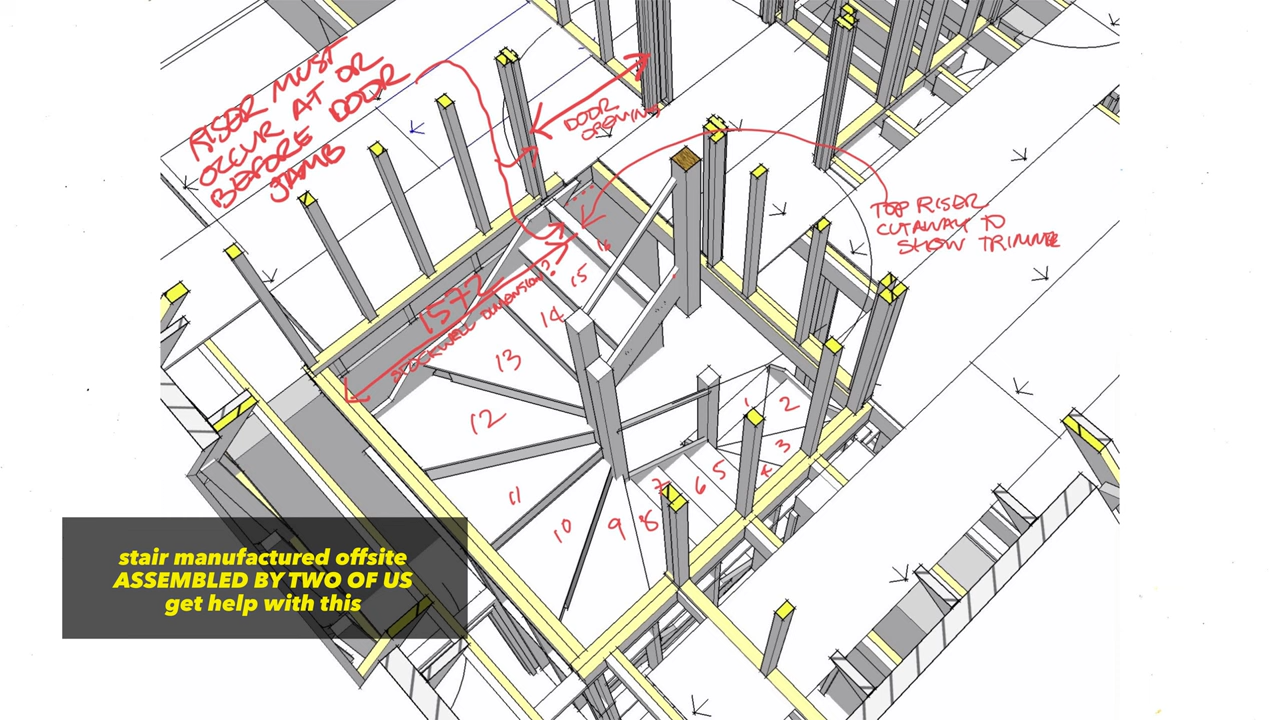 RISER MUST
OCCUR AT OR
BEFORE DOOR
JAMB
DOOR
OPENING
TOP RISER
CUTAWAY TO
SHOW TRIMMER
1572
STOCKWELL DIMENSION?
16
15
14
13
12
11
10
9
8
7
6
5
4
3
2
1
stair manufactured offsite
ASSEMBLED BY TWO OF US
get help with this